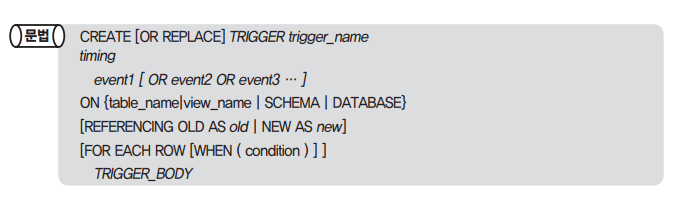 문법
CREATE [OR REPLACE] TRIGGER trigger_name
timing
event1 [ OR event2 OR event3 … ]
ON {table_name|view_name | SCHEMA | DATABASE}
[REFERENCING OLD AS old | NEW AS new]
[FOR EACH ROW [WHEN ( condition ) ] ]
TRIGGER_BODY